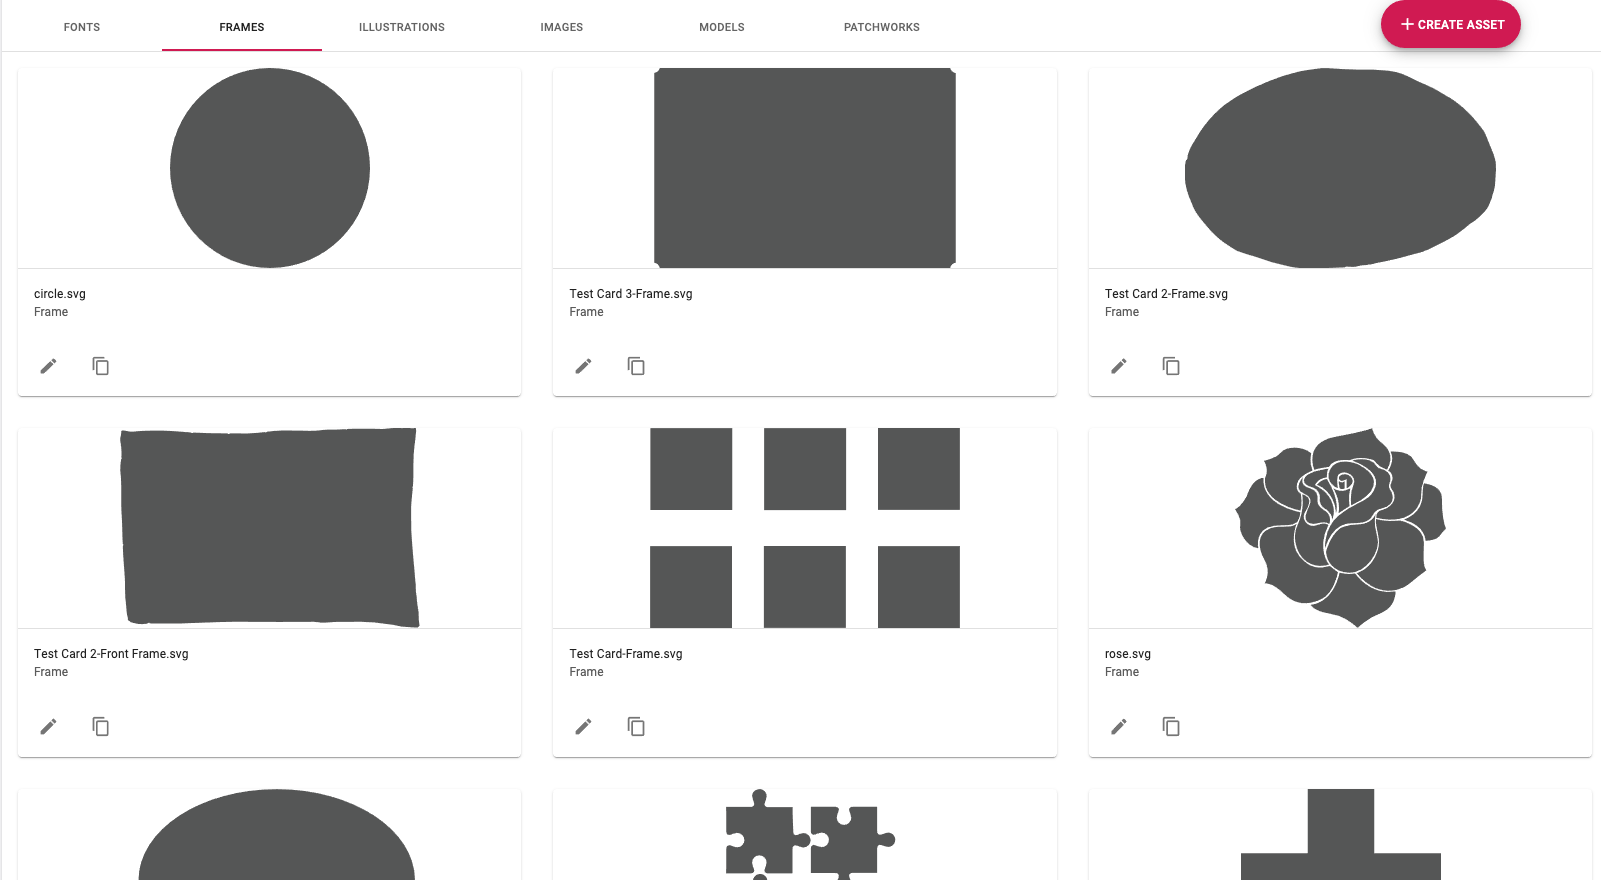 FONTS
FRAMES
ILLUSTRATIONS
IMAGES
MODELS
PATCHWORKS
CREATE ASSET
circle.svg
Frame
Test Card 3-Frame.svg
Frame
Test Card 2-Frame.svg
Frame
Test Card 2-Front Frame.svg
Frame
Test Card-Frame.svg
Frame
rose.svg
Frame